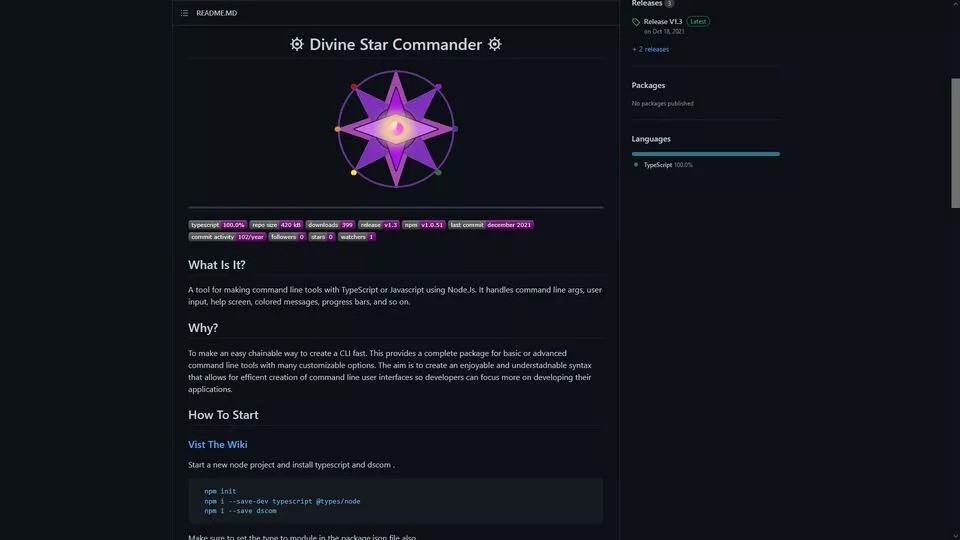 README.MD
Divine Star Commander
typescript 100.0% repo size 420 kB downloads 399 release v1.3 npm v1.0.51 last commit december 2021
commit activity 102/year followers 0 stars 0 watchers 1
What Is It?
A tool for making command line tools with TypeScript or Javascript using Node.Js. It handles command line args, user
input, help screen, colored messages, progress bars, and so on.
Why?
To make an easy chainable way to create a CLI fast. This provides a complete package for basic or advanced
command line tools with many customizable options. The aim is to create an enjoyable and understadnable syntax
that allows for efficent creation of command line user interfaces so developers can focus more on developing their
applications.
How To Start
Vist The Wiki
Start a new node project and install typescript and dscom .
npm init
npm i --save-dev typescript @types/node
npm i --save dscom
Make sure to set the type to module in the package.json file also
Releases 3
Release V1.3 Latest
on Oct 18, 2021
+ 2 releases
Packages
No packages published
Languages
TypeScript 100.0%